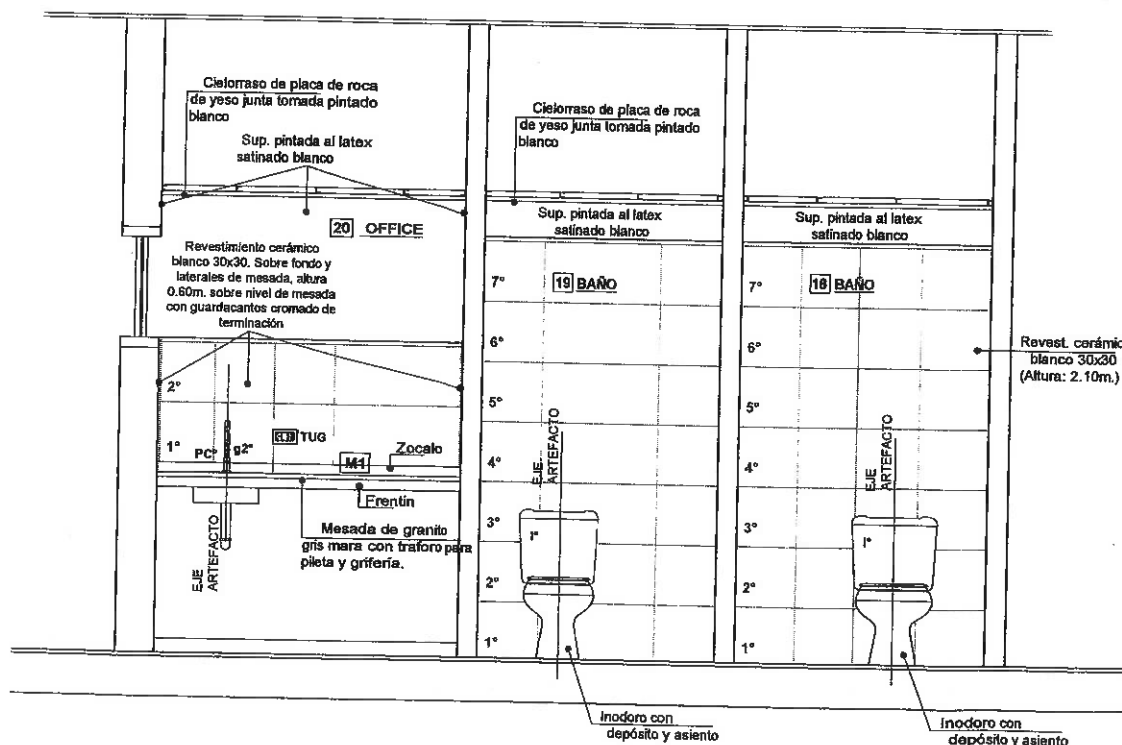 Cielorraso de placa de roca
de yeso junta tomada pintado
blanco
Sup. pintada al latex
satinado blanco
20 OFFICE
Revestimiento cerámico
blanco 30x30. Sobre fondo y
laterales de mesada, altura
0.60m. sobre nivel de mesada
con guardacantos cromado de
terminación
2°
1°
PC°
g2°
TUG
M1
Zocalo
Frentin
Mesada de granito
gris mara con traforo para
pileta y grifería.
EJE
ARTEFACTO
Cielorraso de placa de roca
de yeso junta tomada pintado
blanco
Sup. pintada al latex
satinado blanco
19 BAÑO
7°
6°
5°
4°
3°
2°
1°
EJE
ARTEFACTO
I°
Inodoro con
depósito y asiento
Sup. pintada al latex
satinado blanco
18 BAÑO
7°
6°
5°
4°
3°
2°
1°
EJE
ARTEFACTO
I°
Revest. cerámic
blanco 30x30
(Altura: 2.10m.)
Inodoro con
depósito y asiento